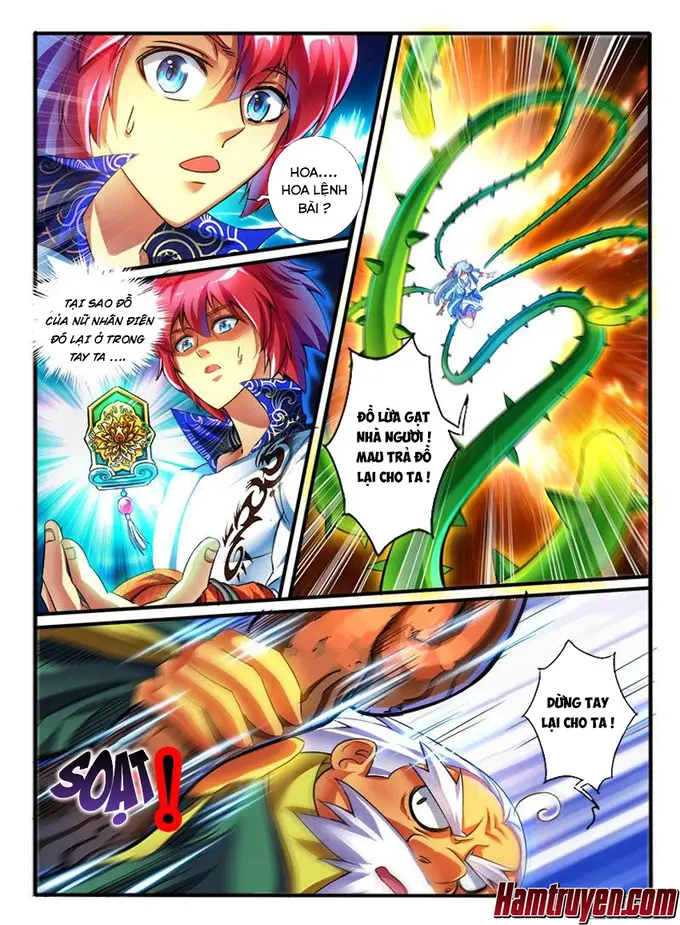 HOA....
HOA LỆNH
BÀI ?
TẠI SAO ĐỒ
CỦA NỮ NHÂN ĐIÊN
ĐÓ LẠI Ở TRONG
TAY TA ....
ĐỒ LỪA GẠT
NHÀ NGƯƠI !
MAU TRẢ ĐỒ
LẠI CHO TA !
DỪNG TAY
LẠI CHO TA !
SOẠT!
Hamtruyen.com